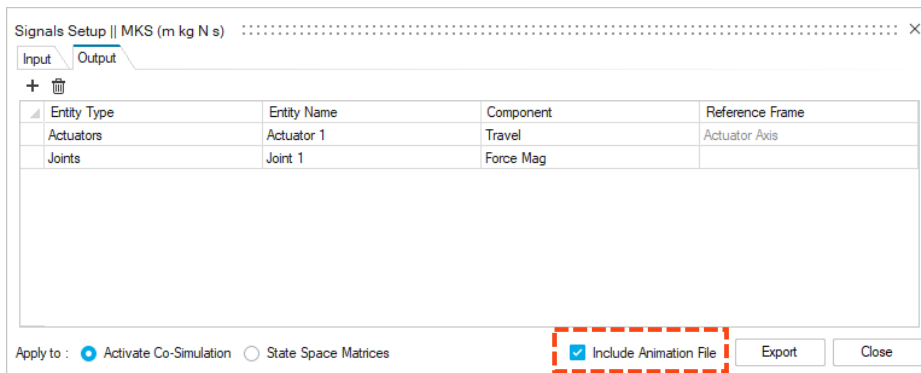 Signals Setup || MKS (m kg N s)
Input Output
Entity Type Entity Name Component Reference Frame
Actuators Actuator 1 Travel Actuator Axis
Joints Joint 1 Force Mag
Apply to : Activate Co-Simulation State Space Matrices Include Animation File Export Close